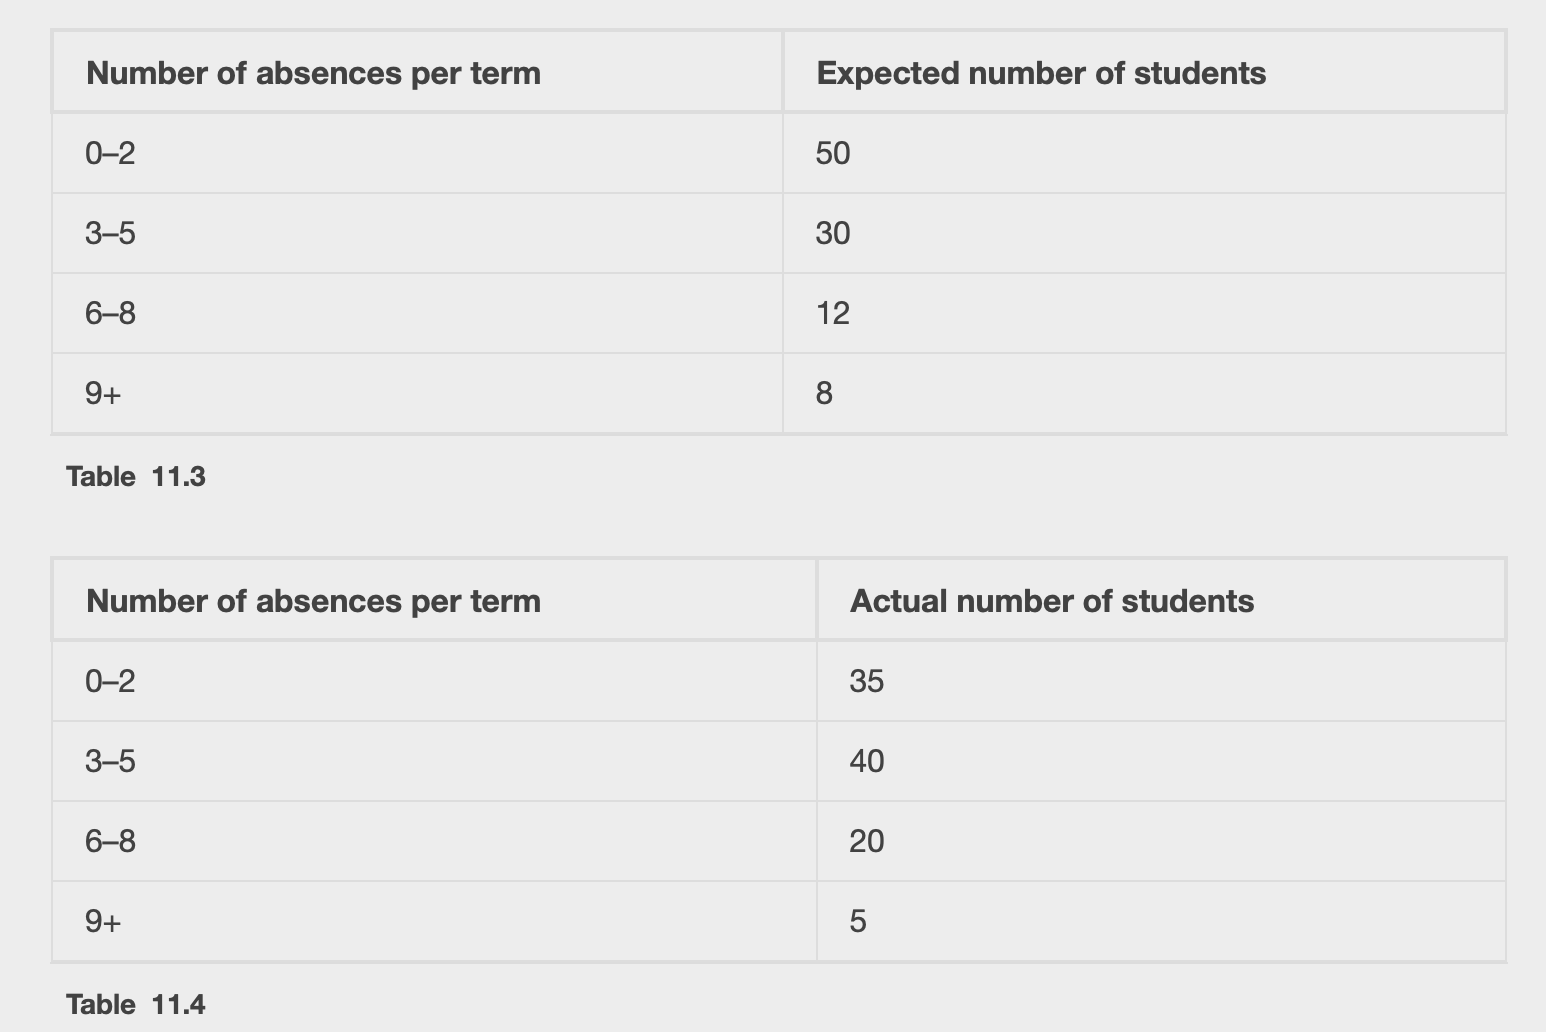 Number of absences per term Expected number of students
0–2 50
3–5 30
6–8 12
9+ 8
Table 11.3
Number of absences per term Actual number of students
0–2 35
3–5 40
6–8 20
9+ 5
Table 11.4